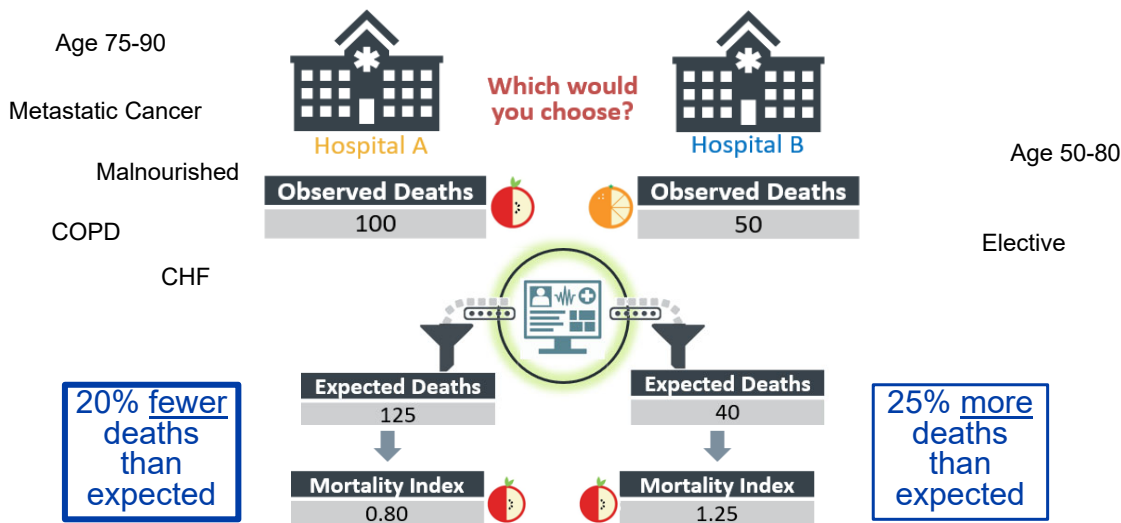 Age 75-90
Metastatic Cancer
Malnourished
COPD
CHF
Which would
you choose?
Hospital A
Hospital B
Age 50-80
Elective
Observed Deaths
100
Observed Deaths
50
Expected Deaths
125
Expected Deaths
40
20% fewer
deaths
than
expected
25% more
deaths
than
expected
Mortality Index
0.80
Mortality Index
1.25